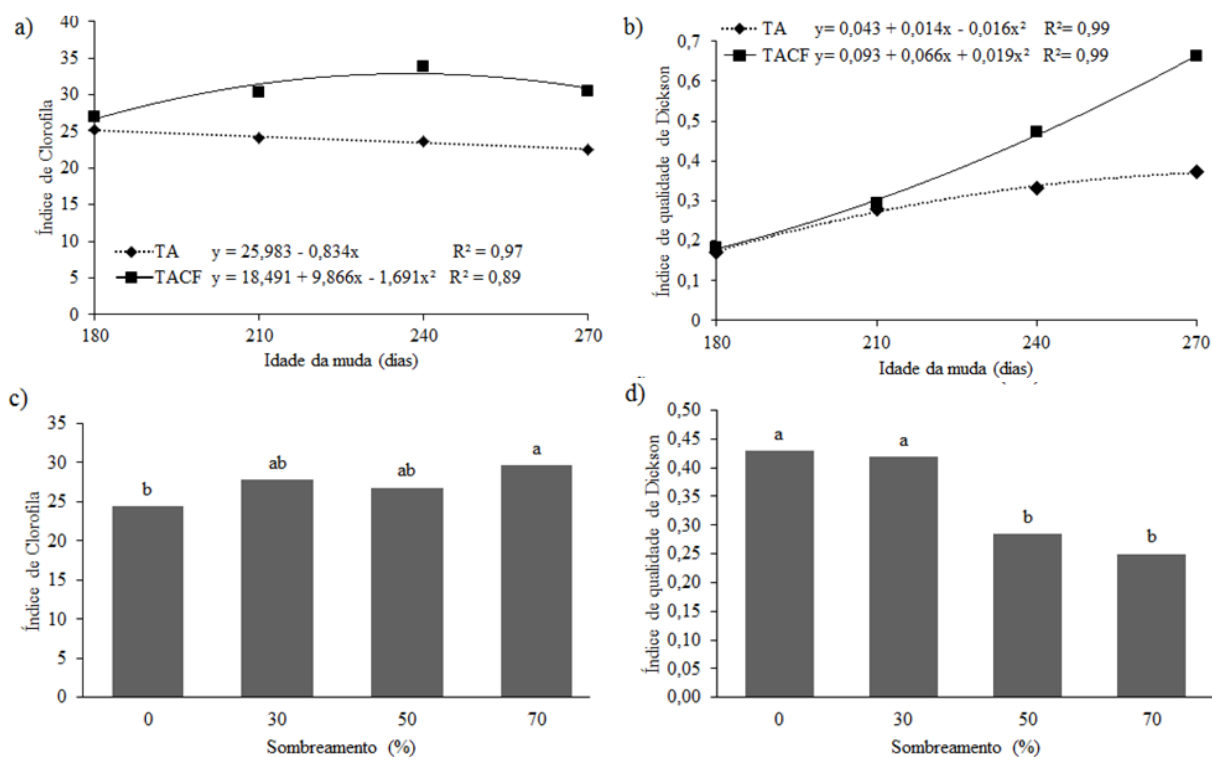 a)
40
35
30
25
20
15
10
5
0
Índice de Clorofila
TA y = 25,983 - 0,834x R² = 0,97
TACF y = 18,491 + 9,866x - 1,691x² R² = 0,89
180 210 240 270
Idade da muda (dias)
b)
TA y= 0,043 + 0,014x - 0,016x² R²= 0,99
TACF y= 0,093 + 0,066x + 0,019x² R²= 0,99
0,7
0,6
0,5
0,4
0,3
0,2
0,1
0
Índice de qualidade de Dickson
180 210 240 270
Idade da muda (dias)
c)
35
30
25
20
15
10
5
0
Índice de Clorofila
b ab ab a
0 30 50 70
Sombreamento (%)
d)
0,50
0,45
0,40
0,35
0,30
0,25
0,20
0,15
0,10
0,05
0,00
Índice de qualidade de Dickson
a a b b
0 30 50 70
Sombreamento (%)